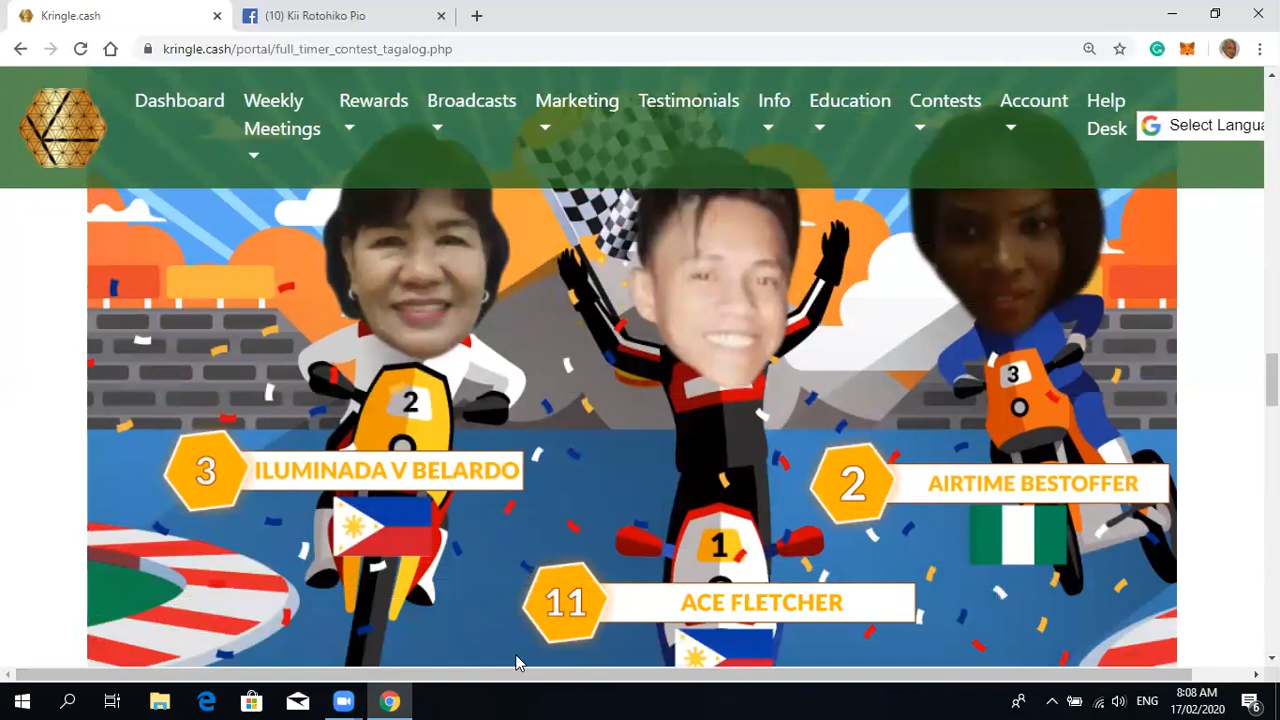 Kringle.cash
(10) Kii Rotohiko Pio
kringle.cash/portal/full_timer_contest_tagalog.php
Dashboard
Weekly
Meetings
Rewards
Broadcasts
Marketing
Testimonials
Info
Education
Contests
Account
Help
Desk
Select Langua
2
3
3 ILUMINADA V BELARDO
2 AIRTIME BESTOFFER
1
11 ACE FLETCHER
ENG
8:08 AM
17/02/2020
6